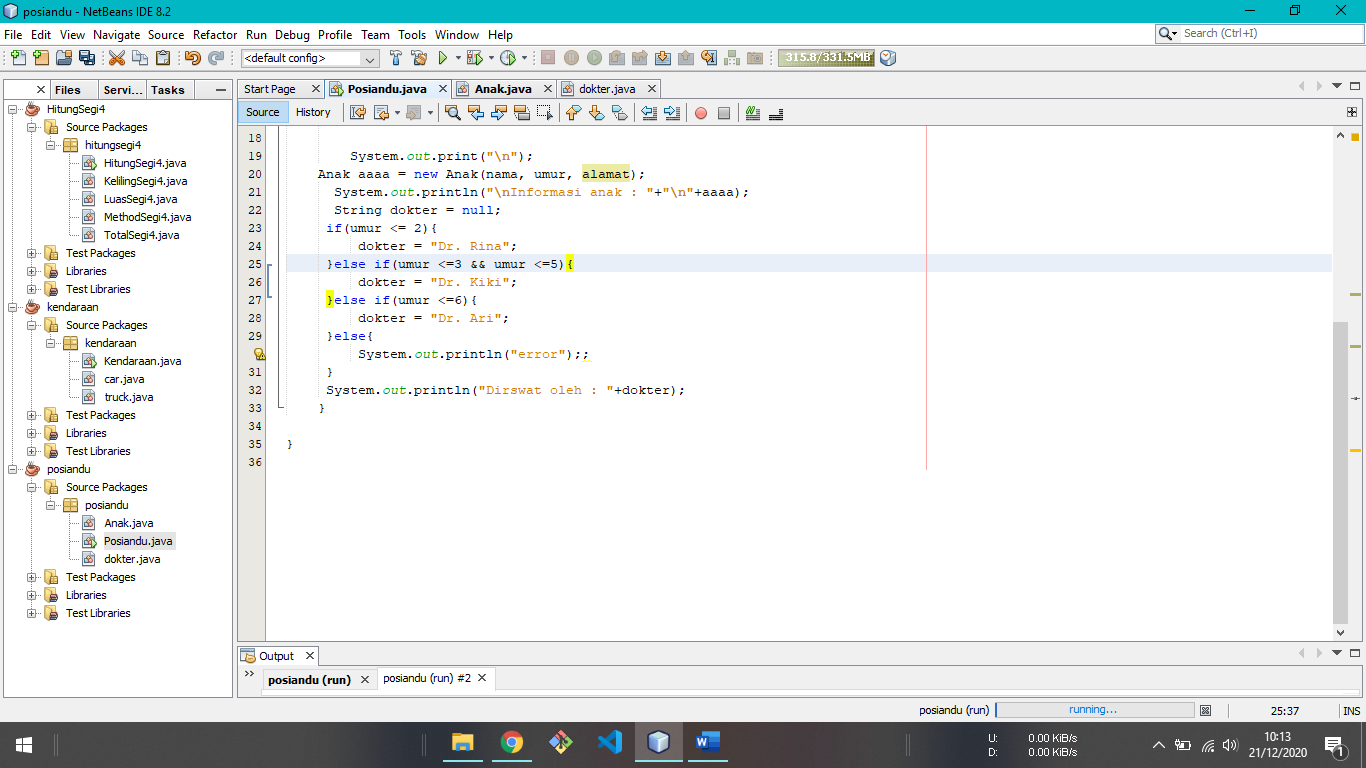 posiandu - NetBeans IDE 8.2
File Edit View Navigate Source Refactor Run Debug Profile Team Tools Window Help
Search (Ctrl+I)
<default config>
315.8/331.5MB
Files Servi... Tasks
Start Page Posiandu.java Anak.java dokter.java
Source History
HitungSegi4
Source Packages
hitungsegi4
HitungSegi4.java
KelilingSegi4.java
LuasSegi4.java
MethodSegi4.java
TotalSegi4.java
Test Packages
Libraries
Test Libraries
kendaraan
Source Packages
kendaraan
Kendaraan.java
car.java
truck.java
Test Packages
Libraries
Test Libraries
posiandu
Source Packages
posiandu
Anak.java
Posiandu.java
dokter.java
Test Packages
Libraries
Test Libraries
18
19 System.out.print("\n");
20 Anak aaaa = new Anak(nama, umur, alamat);
21 System.out.println("\nInformasi anak : "+"\n"+aaaa);
22 String dokter = null;
23 if(umur <= 2){
24 dokter = "Dr. Rina";
25 }else if(umur <=3 && umur <=5){
26 dokter = "Dr. Kiki";
27 }else if(umur <=6){
28 dokter = "Dr. Ari";
29 }else{
System.out.println("error");;
31 }
32 System.out.println("Dirswat oleh : "+dokter);
33 }
34
35 }
36
Output
posiandu (run) posiandu (run) #2
posiandu (run) running... 25:37 INS
U: 0.00 KiB/s
D: 0.00 KiB/s
10:13
21/12/2020
1